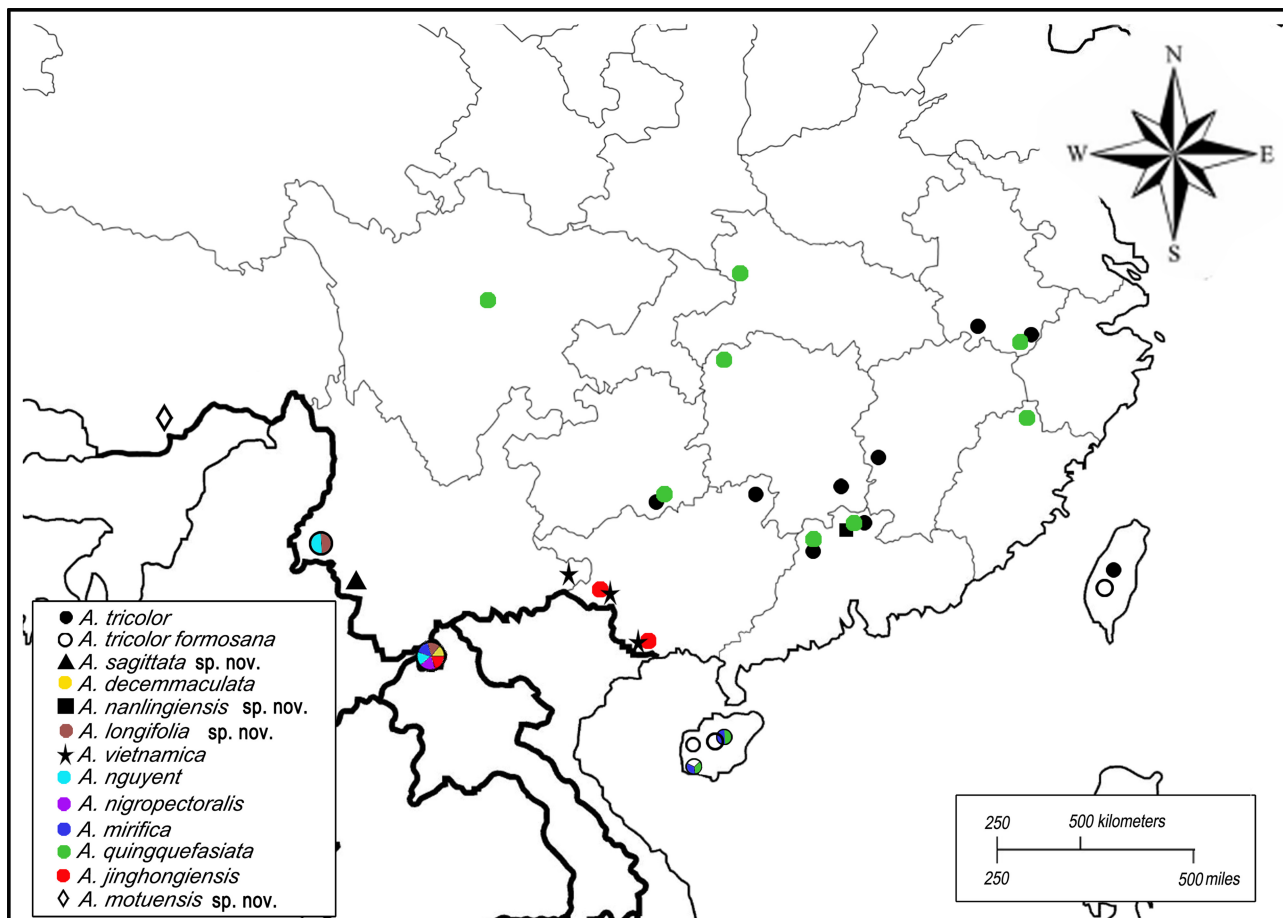 N
W
E
S
A. tricolor
A. tricolor formosana
A. sagittata sp. nov.
A. decemmaculata
A. nanlingiensis sp. nov.
A. longifolia sp. nov.
A. vietnamica
A. nguyent
A. nigropectoralis
A. mirifica
A. quingquefasiata
A. jinghongiensis
A. motuensis sp. nov.
250 500 kilometers
250 500 miles